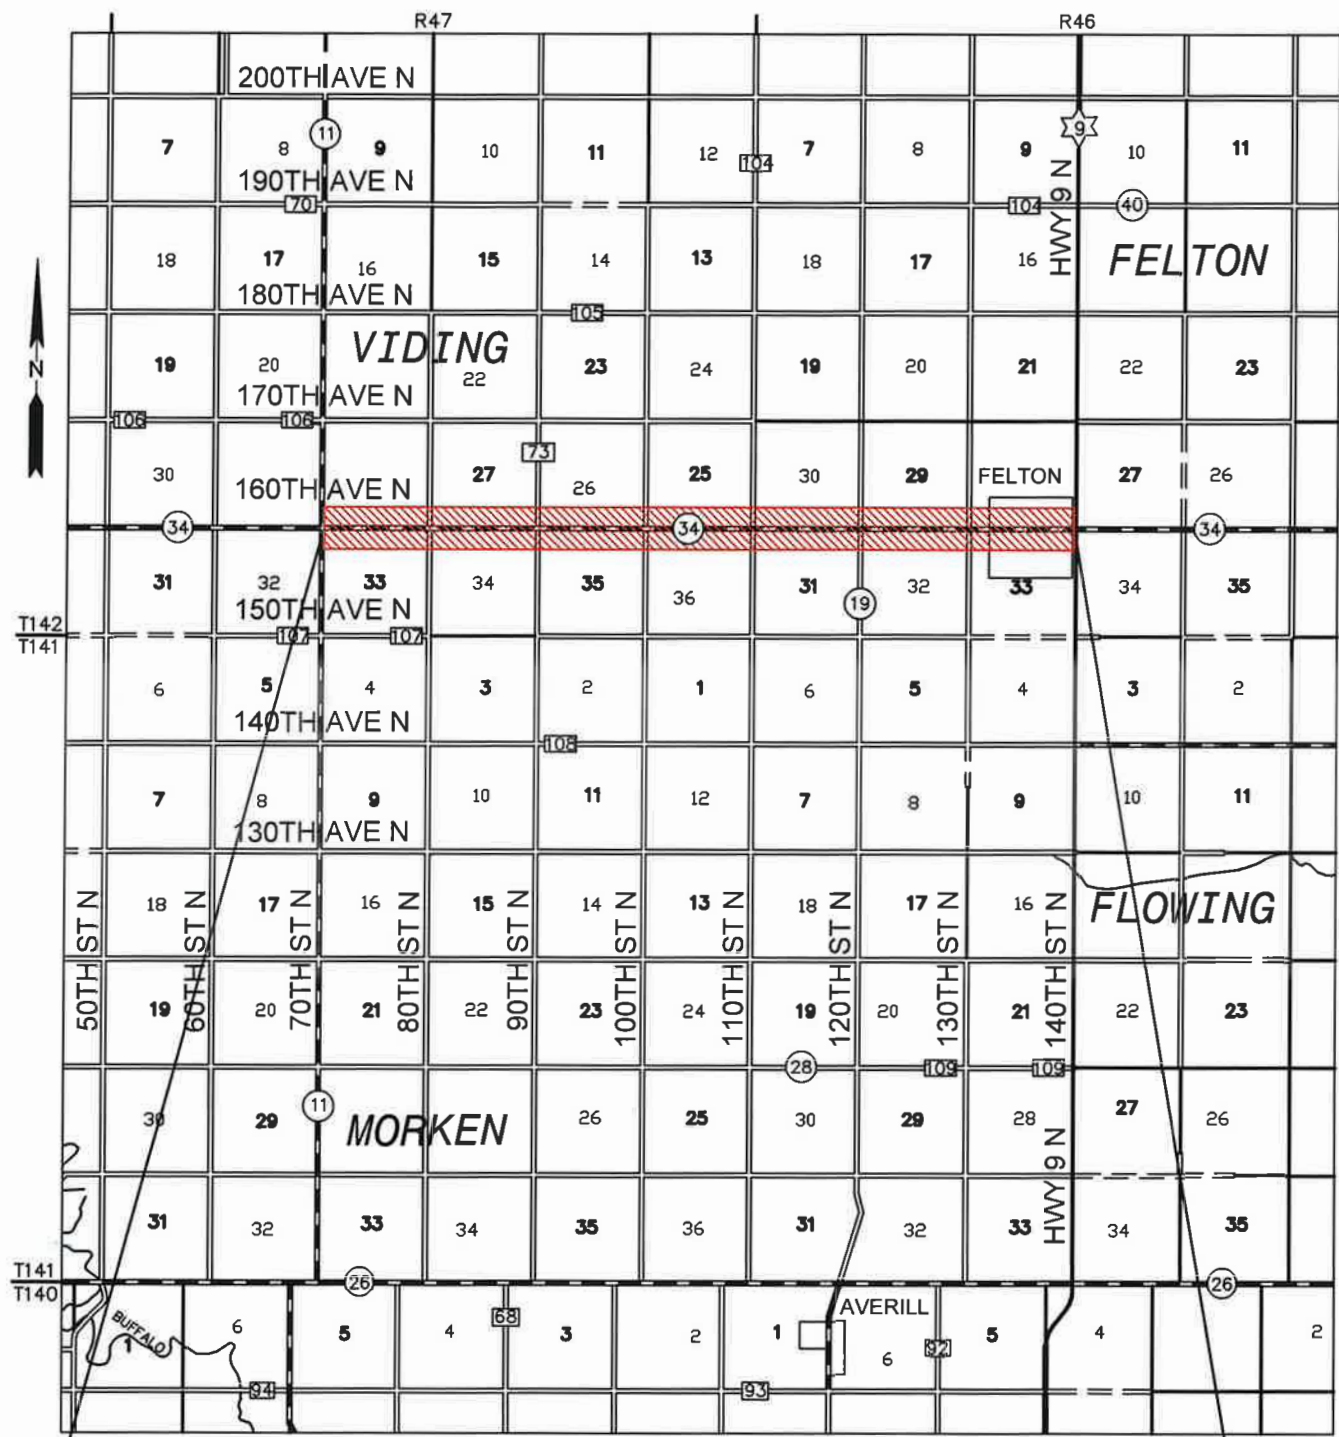 R47 R46
200TH AVE N
7 8 11 9 10 11 12 104 7 8 9 9 10 11
190TH AVE N
70 104 40
HWY 9 N
18 17 16 15 14 13 18 17 16 FELTON
180TH AVE N
105
VIDING
N
19 20 22 23 24 19 20 21 22 23
170TH AVE N
106 106
73
30 27 26 25 30 29 FELTON 27 26
160TH AVE N
34 34 34
31 32 33 34 35 36 31 19 32 33 34 35
150TH AVE N
T142
T141
107 107
6 5 4 3 2 1 6 5 4 3 2
140TH AVE N
108
7 8 9 10 11 12 7 8 9 10 11
130TH AVE N
18 17 16 15 14 13 18 17 16 FLOWING
50TH ST N 60TH ST N 70TH ST N 80TH ST N 90TH ST N 100TH ST N 110TH ST N 120TH ST N 130TH ST N 140TH ST N
19 20 21 22 23 24 19 20 21 22 23
28 109 109
11
30 29 MORKEN 26 25 30 29 28 27 26
HWY 9 N
31 32 33 34 35 36 31 32 33 34 35
T141
T140
26 26
AVERILL
BUFFALO
1 6 5 4 68 3 2 1 6 92 5 4 2
94 93